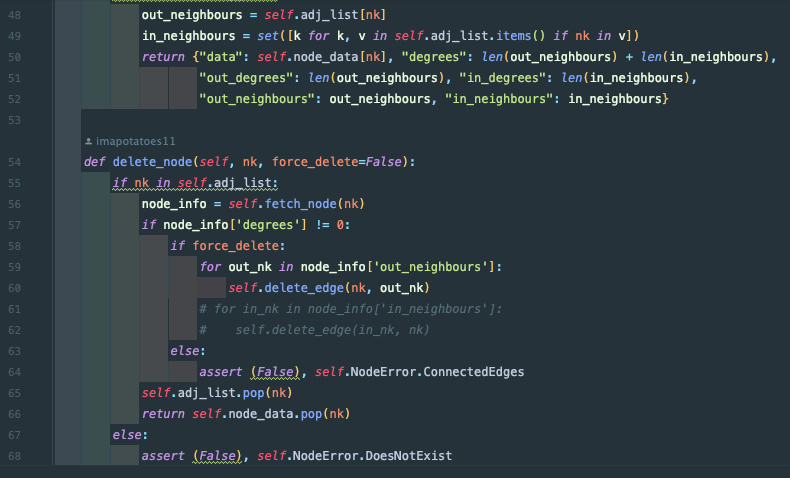 48 out_neighbours = self.adj_list[nk]
49 in_neighbours = set([k for k, v in self.adj_list.items() if nk in v])
50 return {"data": self.node_data[nk], "degrees": len(out_neighbours) + len(in_neighbours),
51 "out_degrees": len(out_neighbours), "in_degrees": len(in_neighbours),
52 "out_neighbours": out_neighbours, "in_neighbours": in_neighbours}
53
imapotatoes11
54 def delete_node(self, nk, force_delete=False):
55 if nk in self.adj_list:
56 node_info = self.fetch_node(nk)
57 if node_info['degrees'] != 0:
58 if force_delete:
59 for out_nk in node_info['out_neighbours']:
60 self.delete_edge(nk, out_nk)
61 # for in_nk in node_info['in_neighbours']:
62 #    self.delete_edge(in_nk, nk)
63 else:
64 assert (False), self.NodeError.ConnectedEdges
65 self.adj_list.pop(nk)
66 return self.node_data.pop(nk)
67 else:
68 assert (False), self.NodeError.DoesNotExist